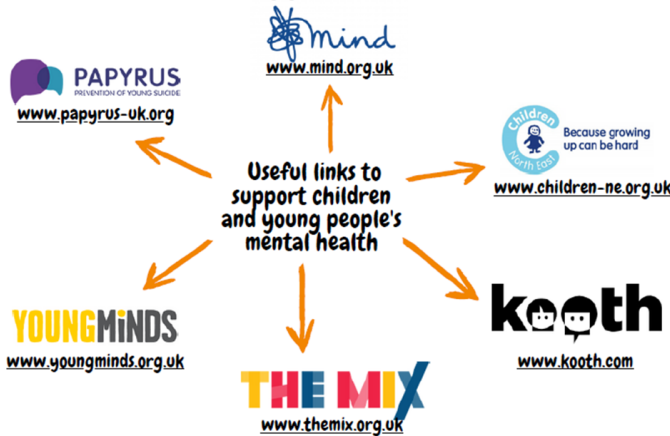 mind
www.mind.org.uk
PAPYRUS
PREVENTION OF YOUNG SUICIDE
www.papyrus-uk.org
Children
North East
Because growing
up can be hard
www.children-ne.org.uk
Useful links to
support children
and young people's
mental health
YOUNGMiNDS
www.youngminds.org.uk
kooth
www.kooth.com
THE MIX
www.themix.org.uk